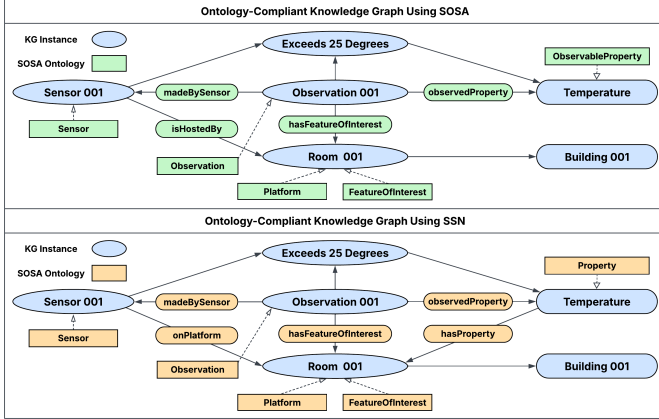 Ontology-Compliant Knowledge Graph Using SOSA
KG Instance
Exceeds 25 Degrees
SOSA Ontology
ObservableProperty
Sensor 001
madeBySensor
Observation 001
observedProperty
Temperature
Sensor
isHostedBy
hasFeatureOfInterest
Observation
Room 001
Building 001
Platform
FeatureOfInterest
Ontology-Compliant Knowledge Graph Using SSN
KG Instance
Exceeds 25 Degrees
SOSA Ontology
Property
Sensor 001
madeBySensor
Observation 001
observedProperty
Temperature
Sensor
onPlatform
hasFeatureOfInterest
hasProperty
Observation
Room 001
Building 001
Platform
FeatureOfInterest